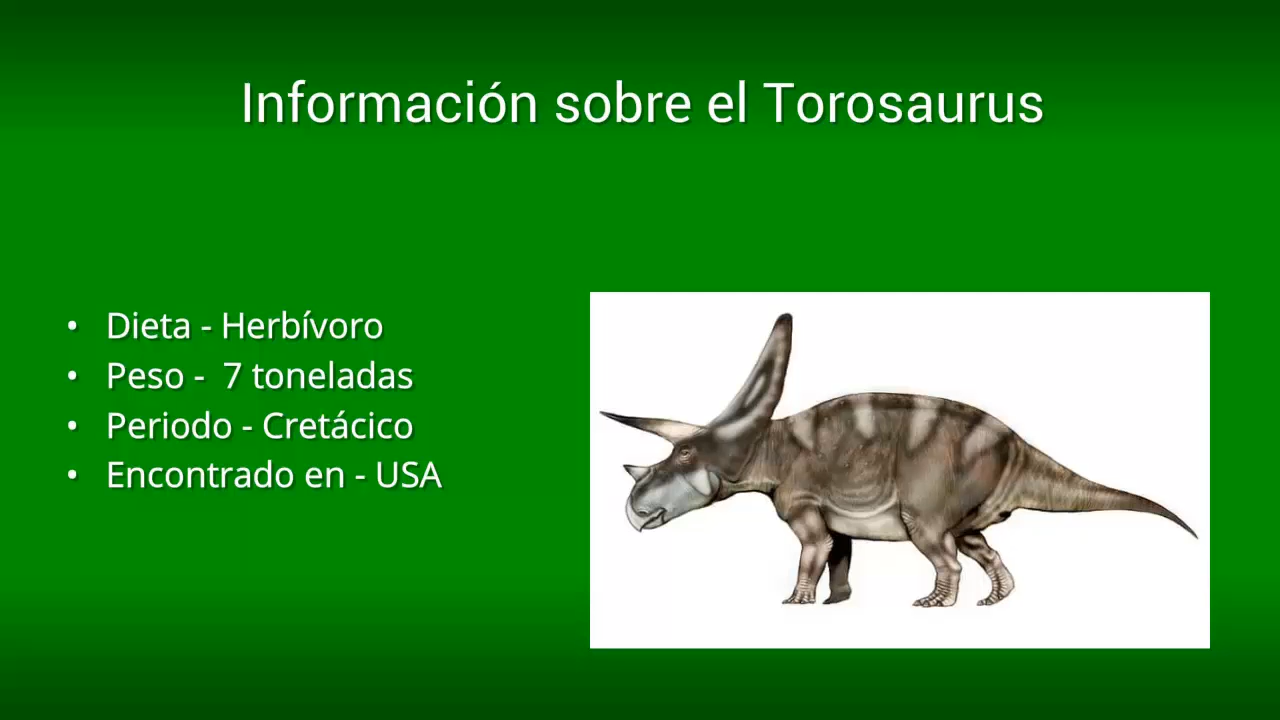 Información sobre el Torosaurus
• Dieta - Herbívoro
• Peso -  7 toneladas
• Periodo - Cretácico
• Encontrado en - USA